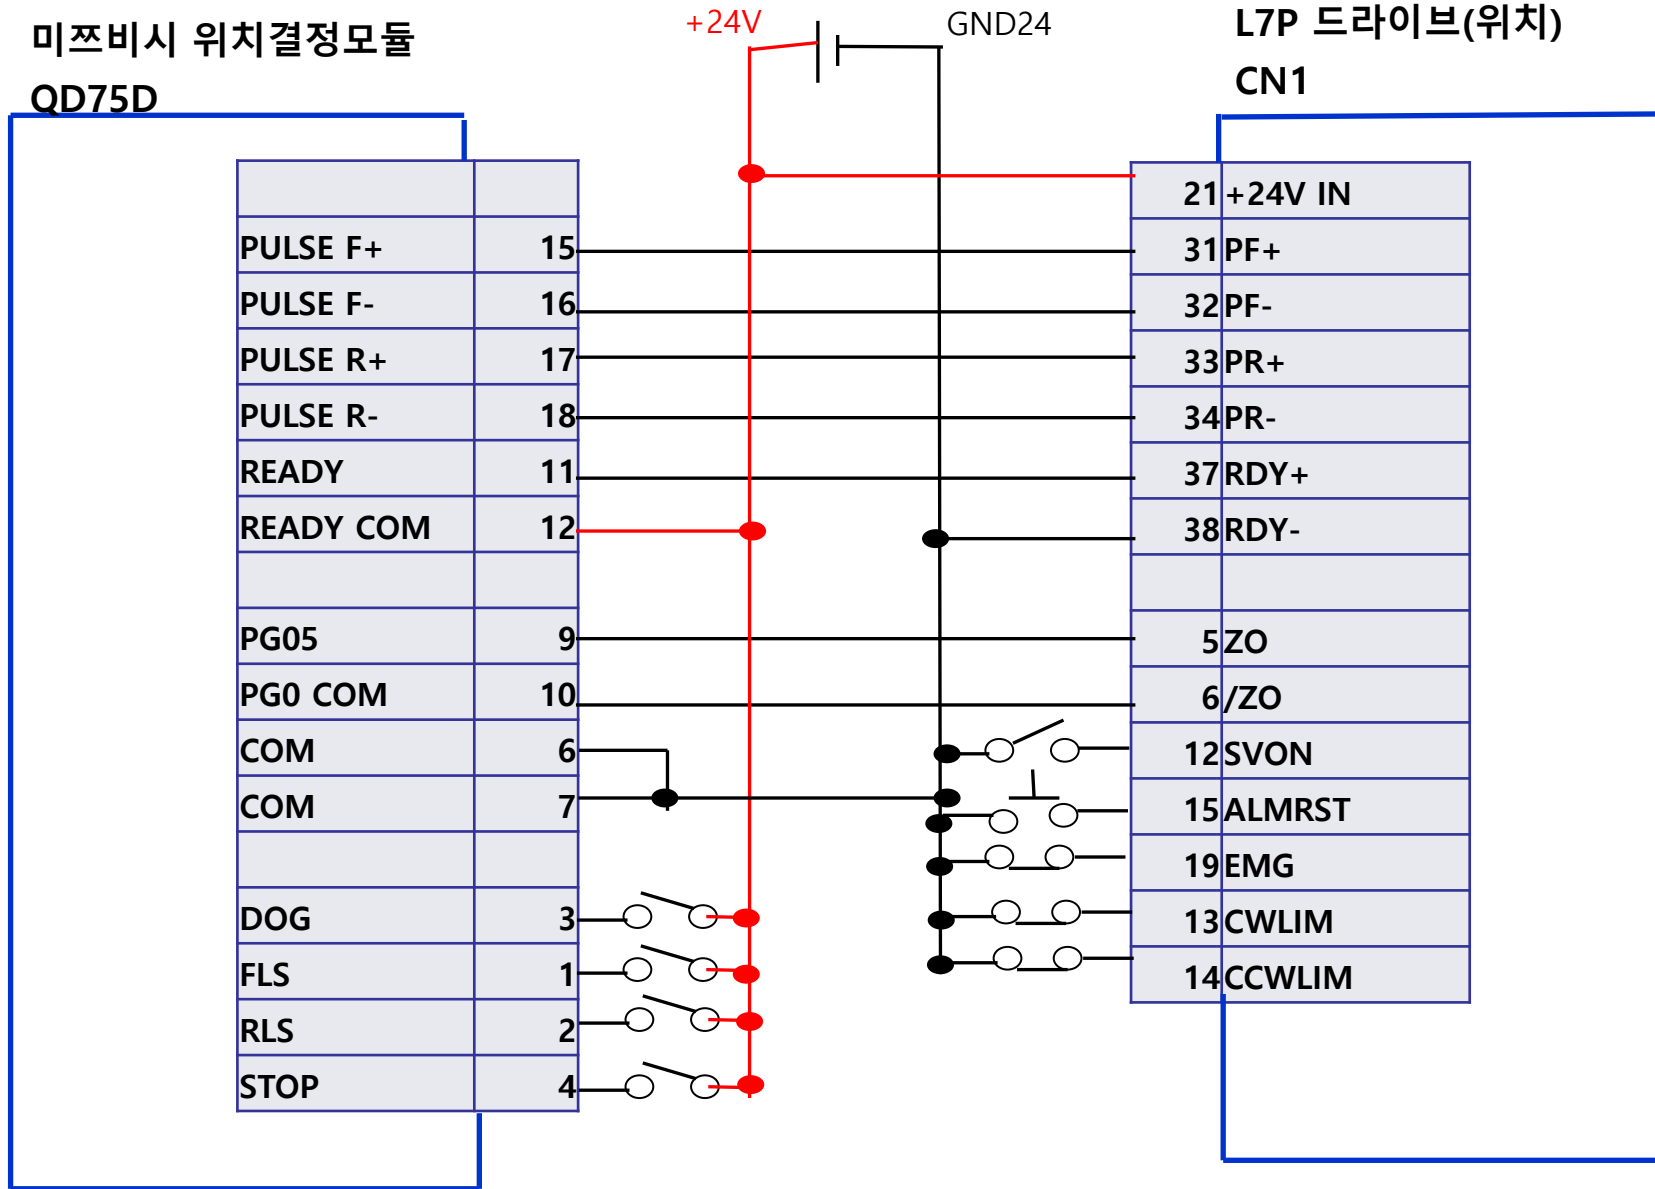 미쯔비시 위치결정모듈
QD75D
+24V
GND24
L7P 드라이브(위치)
CN1
PULSE F+ 15
PULSE F- 16
PULSE R+ 17
PULSE R- 18
READY 11
READY COM 12
PG05 9
PG0 COM 10
COM 6
COM 7
DOG 3
FLS 1
RLS 2
STOP 4
21 +24V IN
31 PF+
32 PF-
33 PR+
34 PR-
37 RDY+
38 RDY-
5 ZO
6 /ZO
12 SVON
15 ALMRST
19 EMG
13 CWLIM
14 CCWLIM